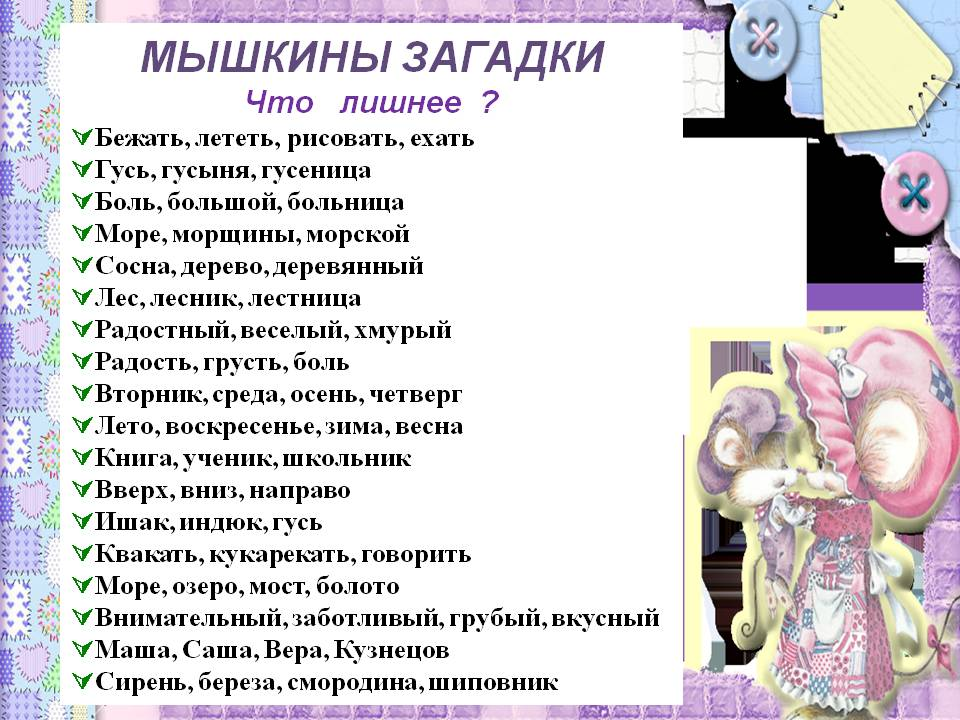 МЫШКИНЫ ЗАГАДКИ
Что лишнее ?
Бежать, лететь, рисовать, ехать
Гусь, гусыня, гусеница
Боль, большой, больница
Море, морщины, морской
Сосна, дерево, деревянный
Лес, лесник, лестница
Радостный, веселый, хмурый
Радость, грусть, боль
Вторник, среда, осень, четверг
Лето, воскресенье, зима, весна
Книга, ученик, школьник
Вверх, вниз, направо
Ишак, индюк, гусь
Квакать, кукарекать, говорить
Море, озеро, мост, болото
Внимательный, заботливый, грубый, вкусный
Маша, Саша, Вера, Кузнецов
Сирень, береза, смородина, шиповник